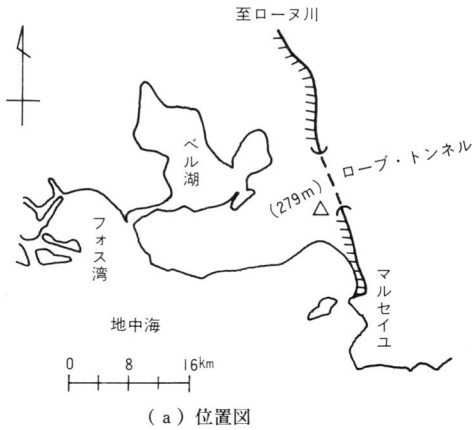 至ローヌ川
ベル湖
ローブ・トンネル
(279m)
フォス湾
マルセイユ
地中海
0 8 16km
(a) 位置図